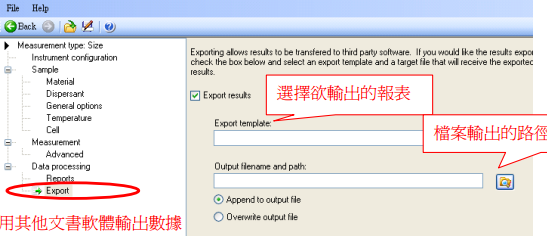 File Help
Back
Measurement type: Size
Instrument configuration
Sample
Material
Dispersant
General options
Temperature
Cell
Measurement
Advanced
Data processing
Reports
Export
用其他文書軟體輸出數據
Exporting allows results to be transfered to third party software. If you would like the results expor
check the box below and select an export template and a target file that will receive the exported
results.
Export results
選擇欲輸出的報表
Export template:
檔案輸出的路徑
Output filename and path:
Append to output file
Overwrite output file